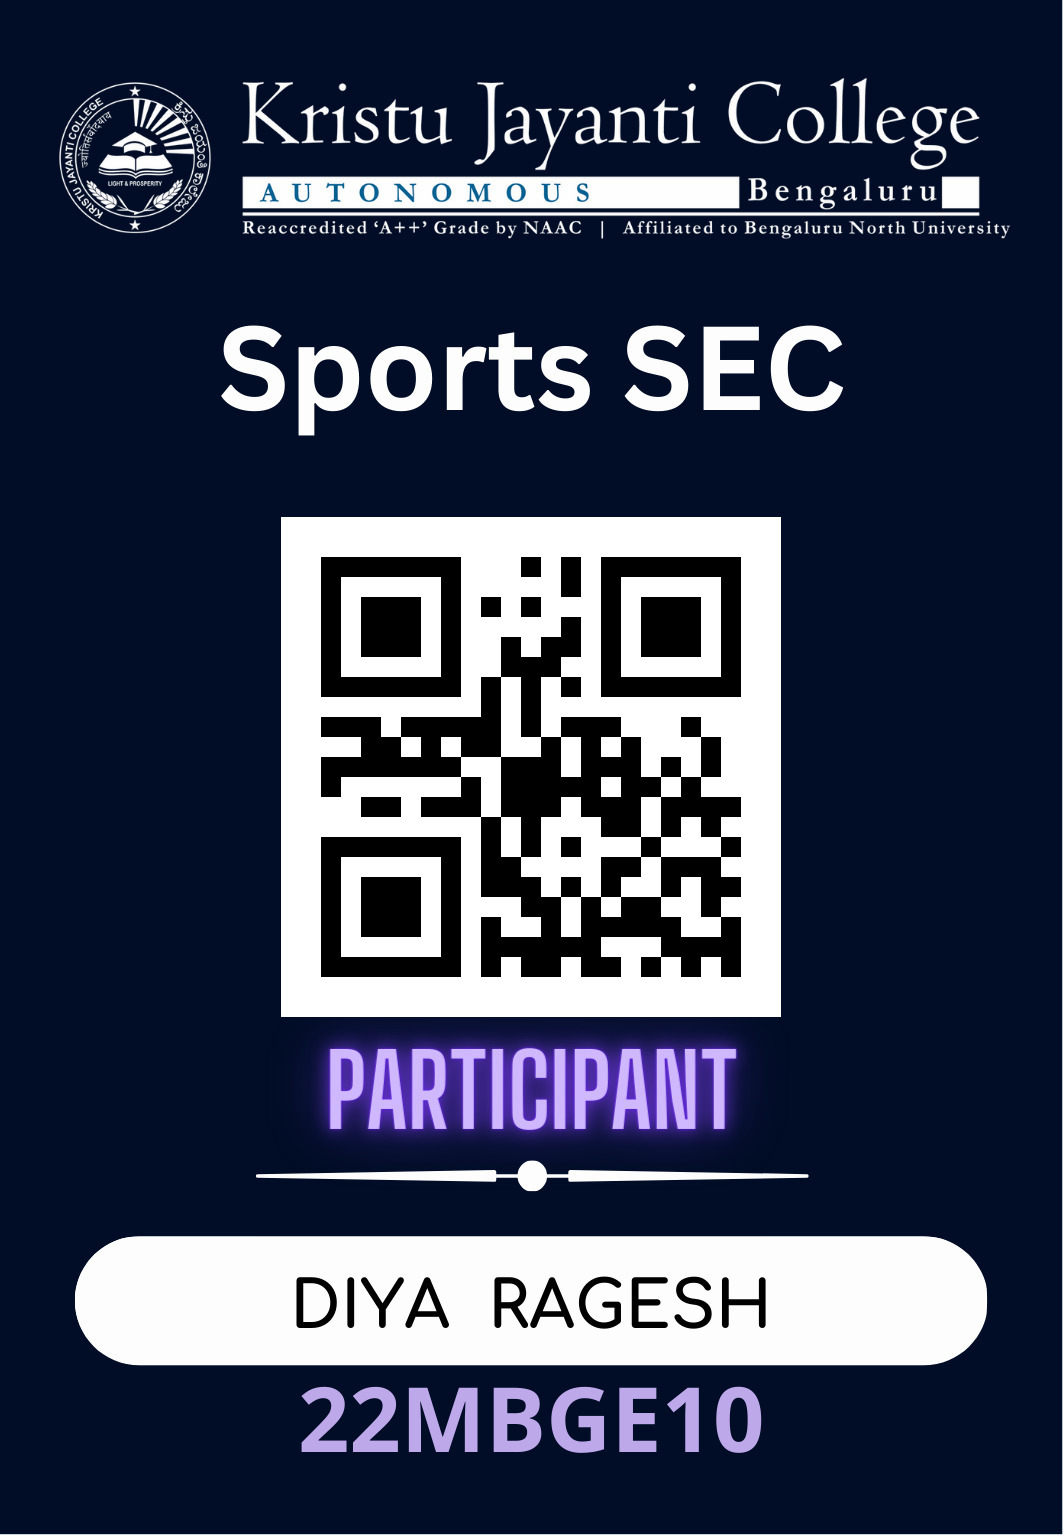 Kristu Jayanti College
AUTONOMOUS Bengaluru
Reaccredited ‘A++’ Grade by NAAC | Affiliated to Bengaluru North University
KRISTU JAYANTI COLLEGE
ಕ್ರಿಸ್ತು ಜಯಂತಿ ಕಾಲೇಜು
LIGHT & PROSPERITY
Sports SEC
PARTICIPANT
DIYA RAGESH
22MBGE10